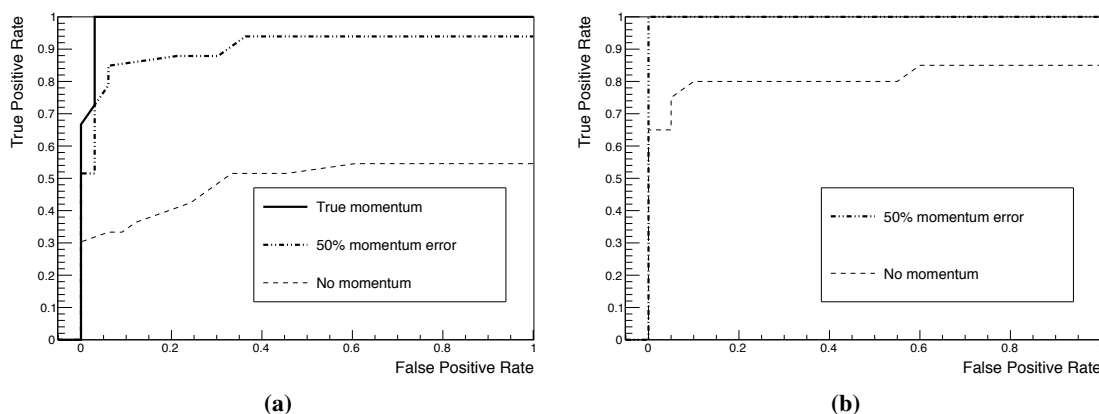 True Positive Rate
1
0.9
0.8
0.7
0.6
0.5
0.4
0.3
0.2
0.1
0
0 0.2 0.4 0.6 0.8 1
False Positive Rate
True momentum
50% momentum error
No momentum
(a)
True Positive Rate
1
0.9
0.8
0.7
0.6
0.5
0.4
0.3
0.2
0.1
0
0 0.2 0.4 0.6 0.8
False Positive Rate
50% momentum error
No momentum
(b)